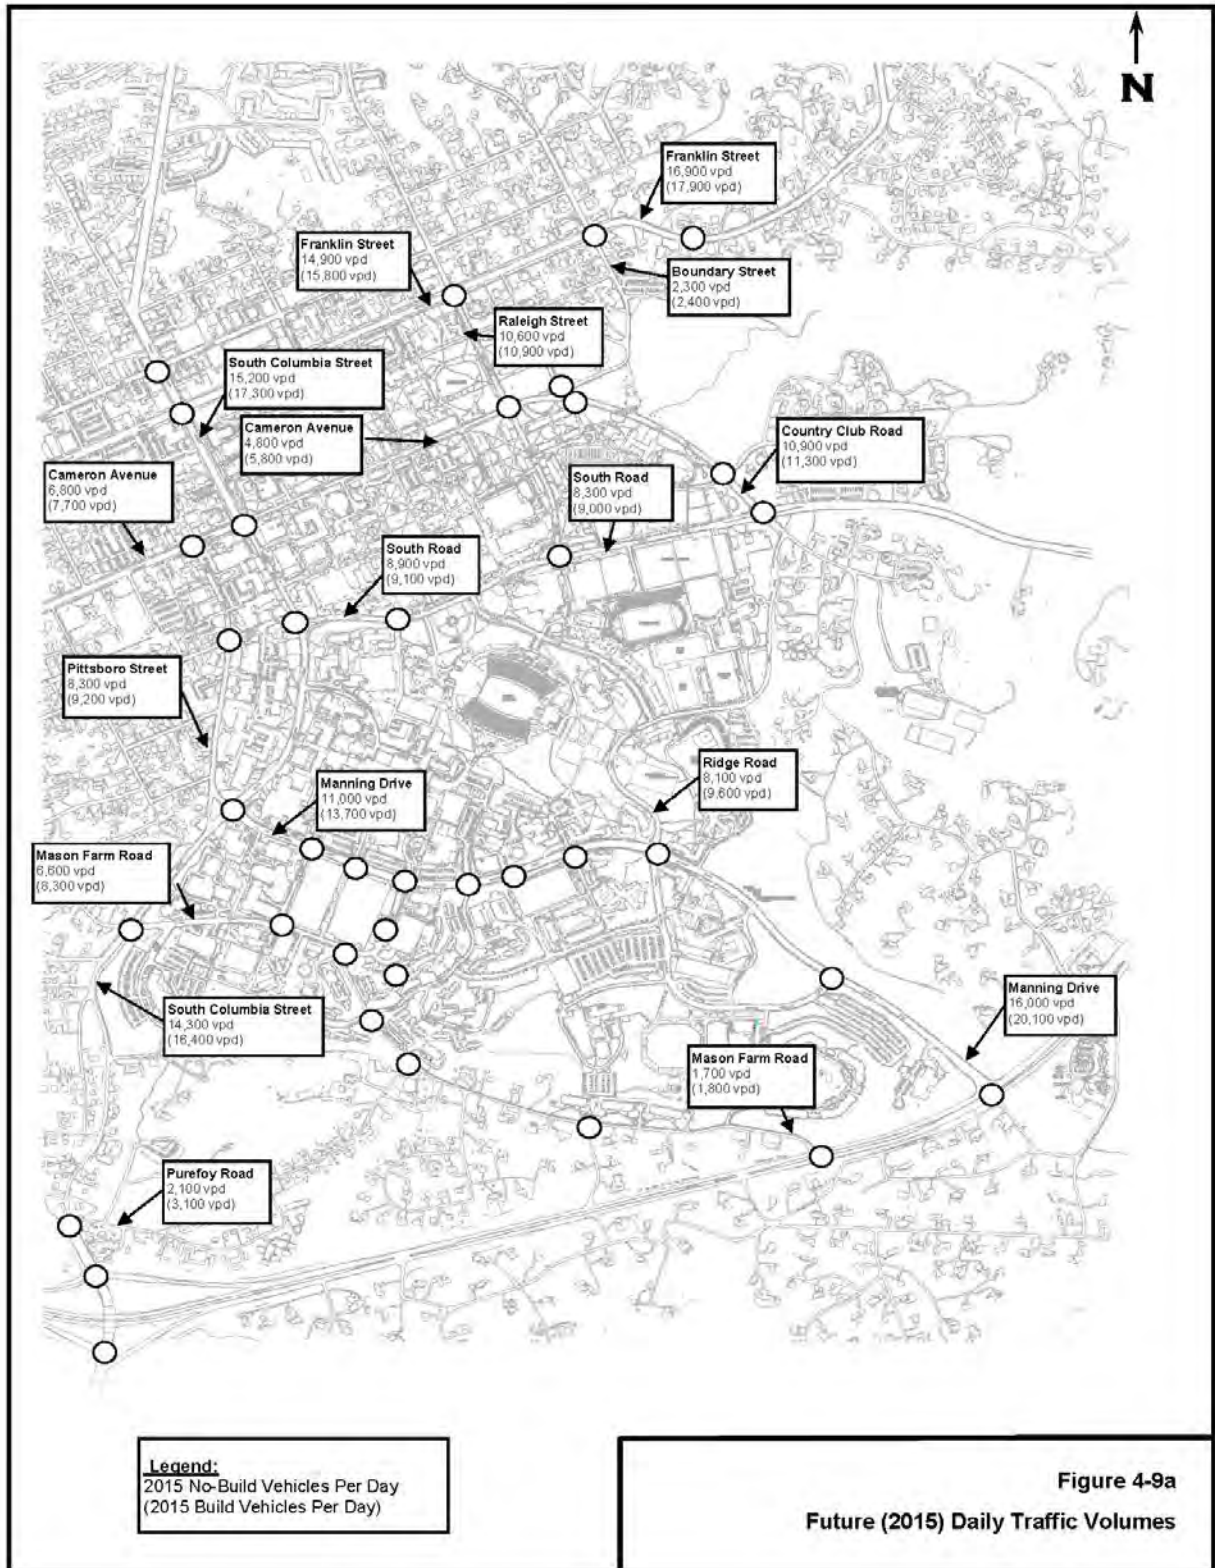 N
Franklin Street
16,900 vpd
(17,900 vpd)
Franklin Street
14,900 vpd
(15,800 vpd)
Boundary Street
2,300 vpd
(2,400 vpd)
Raleigh Street
10,600 vpd
(10,900 vpd)
South Columbia Street
15,200 vpd
(17,300 vpd)
Cameron Avenue
4,800 vpd
(5,800 vpd)
Country Club Road
10,900 vpd
(11,300 vpd)
Cameron Avenue
6,800 vpd
(7,700 vpd)
South Road
8,300 vpd
(9,000 vpd)
South Road
8,900 vpd
(9,100 vpd)
Pittsboro Street
8,300 vpd
(9,200 vpd)
Ridge Road
8,100 vpd
(9,600 vpd)
Manning Drive
11,000 vpd
(13,700 vpd)
Mason Farm Road
6,600 vpd
(8,300 vpd)
Manning Drive
16,000 vpd
(20,100 vpd)
South Columbia Street
14,300 vpd
(16,400 vpd)
Mason Farm Road
1,700 vpd
(1,800 vpd)
Purefoy Road
2,100 vpd
(3,100 vpd)
Legend:
2015 No-Build Vehicles Per Day
(2015 Build Vehicles Per Day)
Figure 4-9a
Future (2015) Daily Traffic Volumes